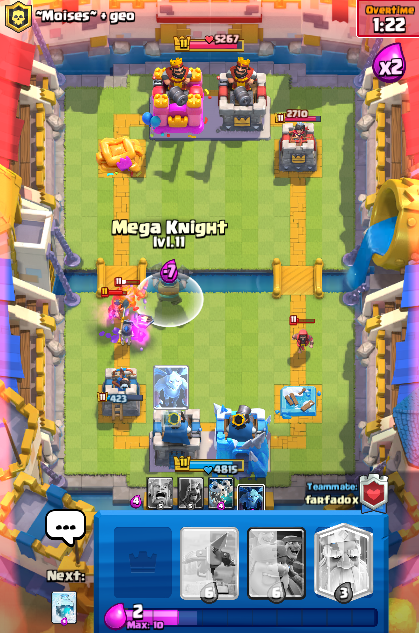 ~Moises~ + geo
Overtime
1:22
5267
x2
2710
Mega Knight
lvl.11
-7
423
4815
Teammate:
farfadox
4
...
Next:
6
6
3
2
Max: 10